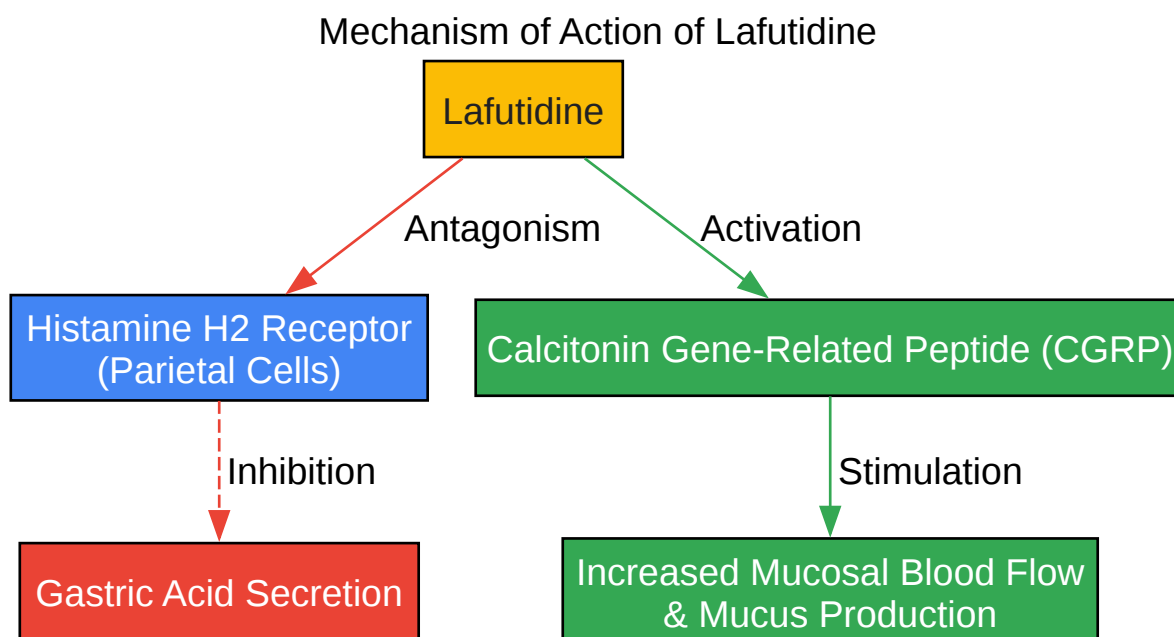 Mechanism of Action of Lafutidine
Lafutidine
Antagonism
Activation
Histamine H2 Receptor
(Parietal Cells)
Calcitonin Gene-Related Peptide (CGRP)
Inhibition
Stimulation
Gastric Acid Secretion
Increased Mucosal Blood Flow
& Mucus Production